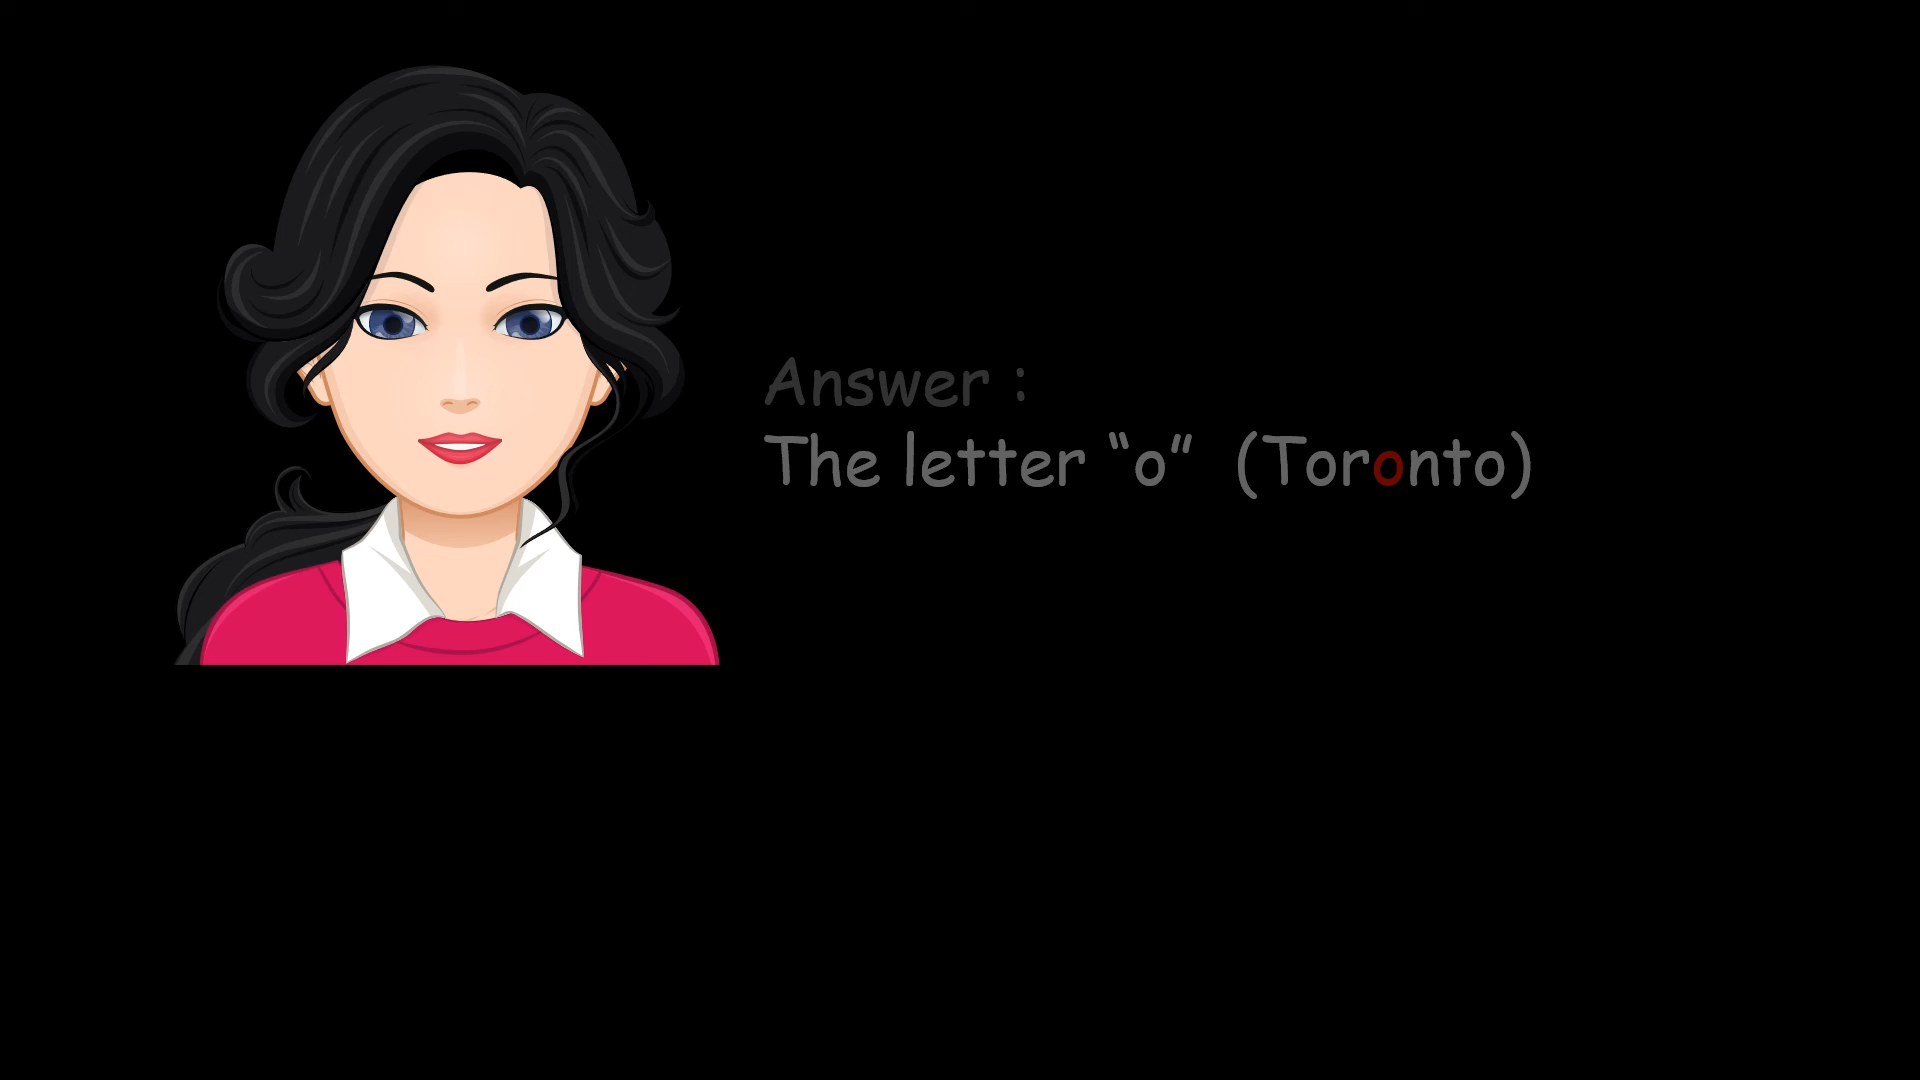 Answer :
The letter “o”  (Toronto)